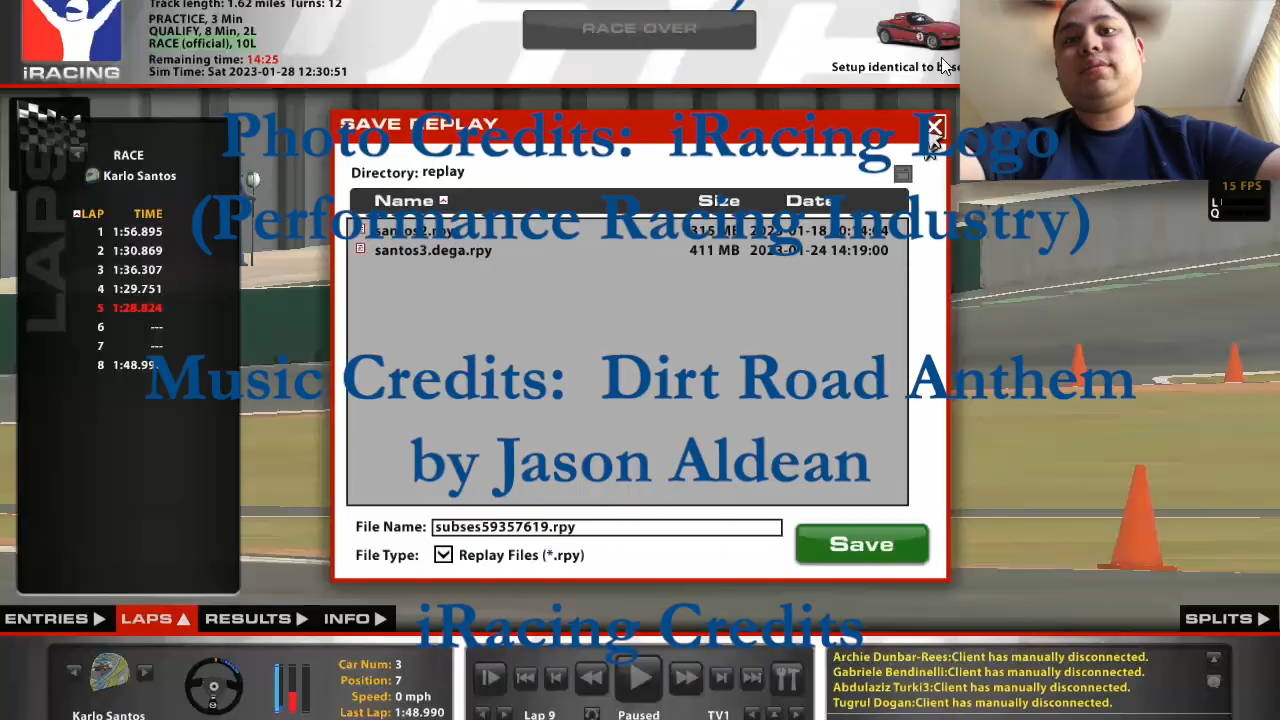 Track length: 1.62 miles Turns: 12
PRACTICE, 3 Min
QUALIFY, 8 Min, 2L
RACE (official), 10L
Remaining time: 14:25
Sim Time: Sat 2023-01-28 12:30:51
iRACING
RACE OVER
Setup identical to
15 FPS
L
Q
SAVE REPLAY
Photo Credits: iRacing Logo
(Performance Racing Industry)
Music Credits: Dirt Road Anthem
by Jason Aldean
iRacing Credits
Directory: replay
Name Size Date
santos2.rpy 315 MB
santos3.dega.rpy 411 MB 2023-01-24 14:19:00
File Name: subses59357619.rpy
File Type: Replay Files (*.rpy)
Save
LAPS
RACE
Karlo Santos
LAP TIME
1 1:56.895
2 1:30.869
3 1:36.307
4 1:29.751
5 1:28.824
6 ---
7 ---
8
ENTRIES LAPS RESULTS INFO SPLITS
Karlo Santos
Car Num: 3
Position: 7
Speed: 0 mph
Last Lap: 1:48.990
Lap 9 Paused TV1
Archie Dunbar-Rees:Client has manually disconnected.
Gabriele Bendinelli:Client has manually disconnected.
Abdulaziz Turki3:Client has manually disconnected.
Tugrul Dogan:Client has manually disconnected.